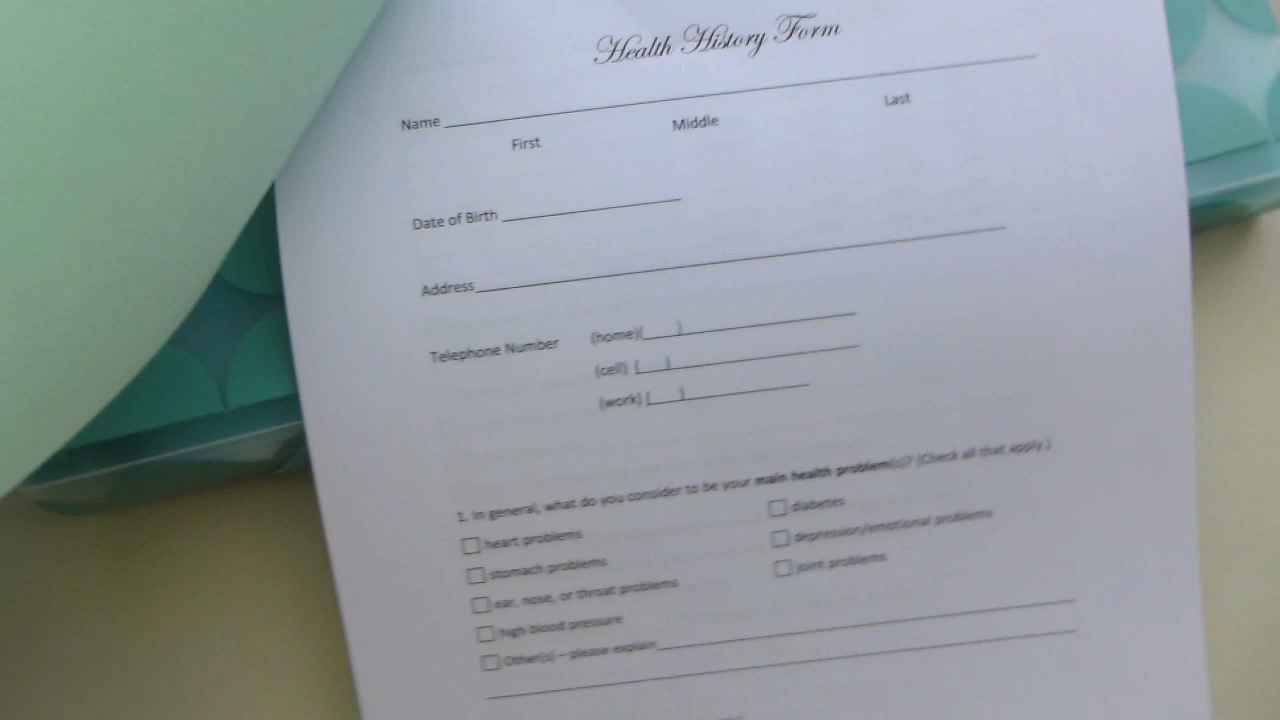 Health History Form
Name
First Middle Last
Date of Birth
Address
Telephone Number (home)( )
(cell) ( )
(work) ( )
1. In general, what do you consider to be your main health problem(s)? (Check all that apply.)
heart problems diabetes
stomach problems depression/emotional problems
ear, nose, or throat problems joint problems
high blood pressure
Other(s) – please explain